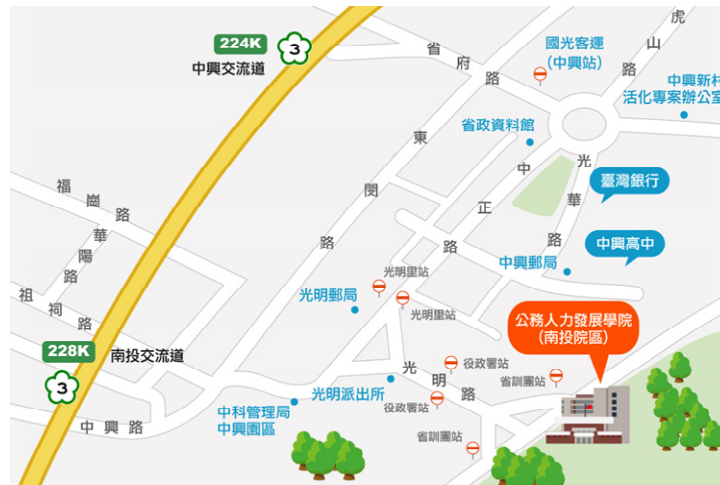 224K
3
中興交流道
省府路
國光客運
(中興站)
虎山路
中興新村
活化專案辦公室
省政資料館
東閔路
中正路
光華路
臺灣銀行
中興高中
中興郵局
福崗路
華陽路
祖祠路
光明里站
光明里站
光明郵局
公務人力發展學院
(南投院區)
228K
南投交流道
3
光明路
役政署站
省訓團站
光明派出所
役政署站
中科管理局
中興園區
中興路
省訓團站